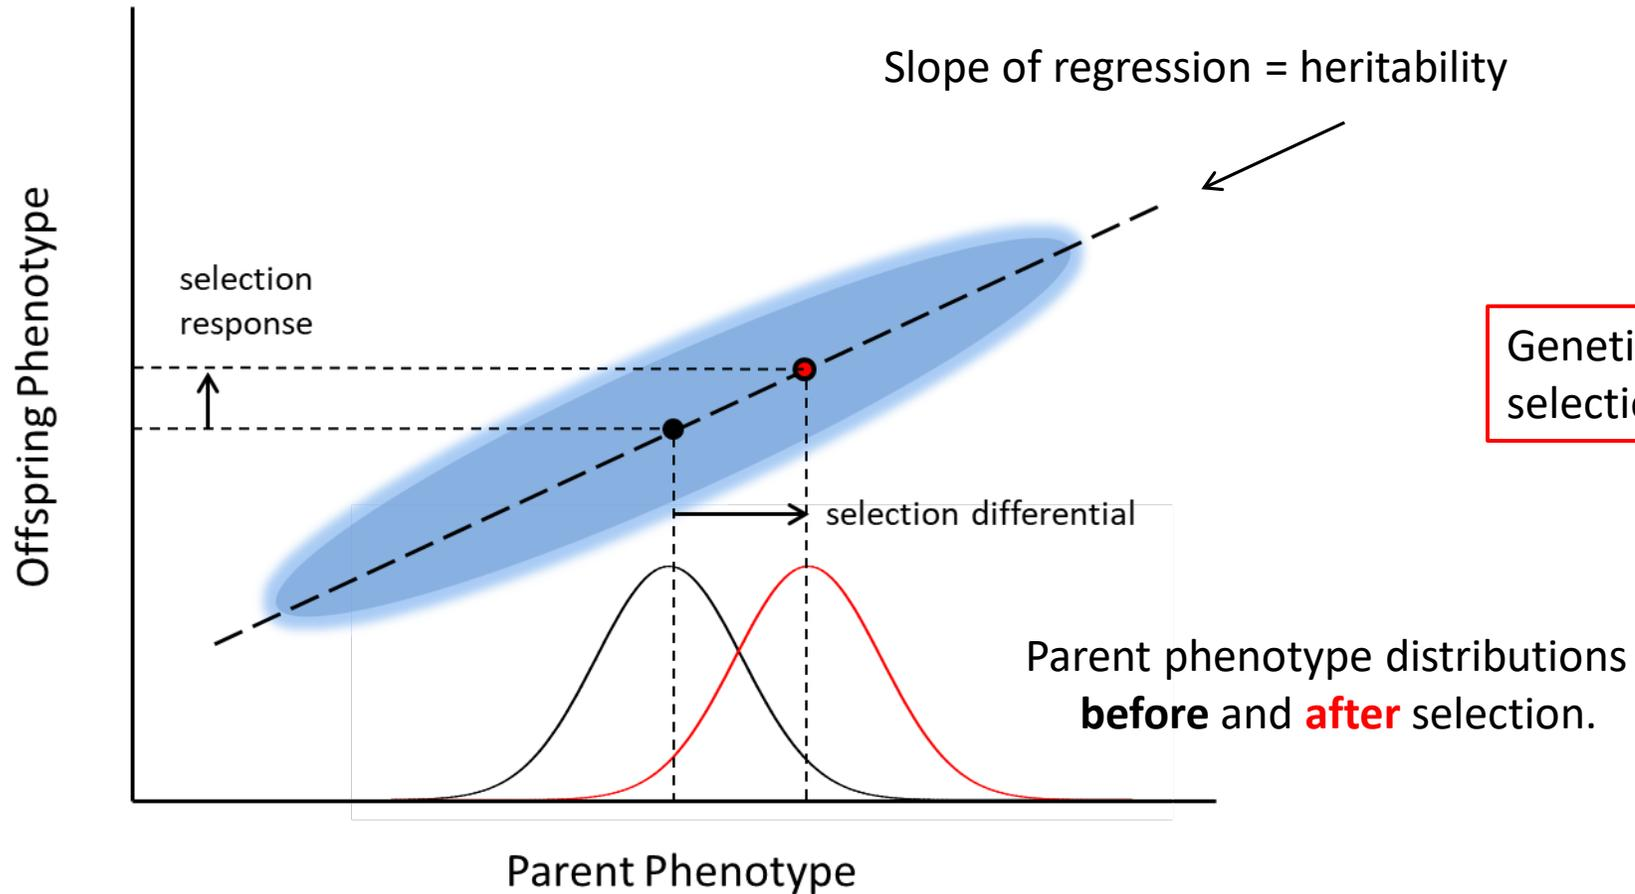 Slope of regression = heritability
Offspring Phenotype
selection
response
selection differential
Parent phenotype distributions
before and after selection.
Parent Phenotype